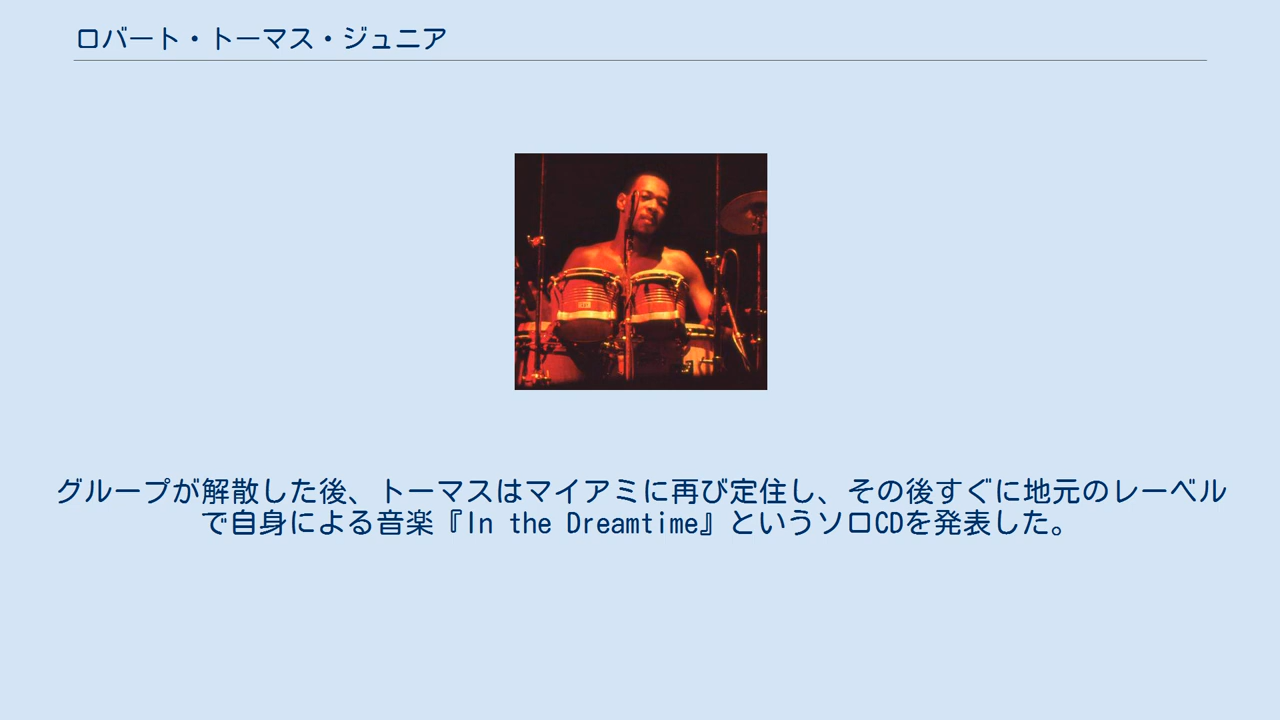 ロバート・トーマス・ジュニア
グループが解散した後、トーマスはマイアミに再び定住し、その後すぐに地元のレーベル
で自身による音楽『In the Dreamtime』というソロCDを発表した。